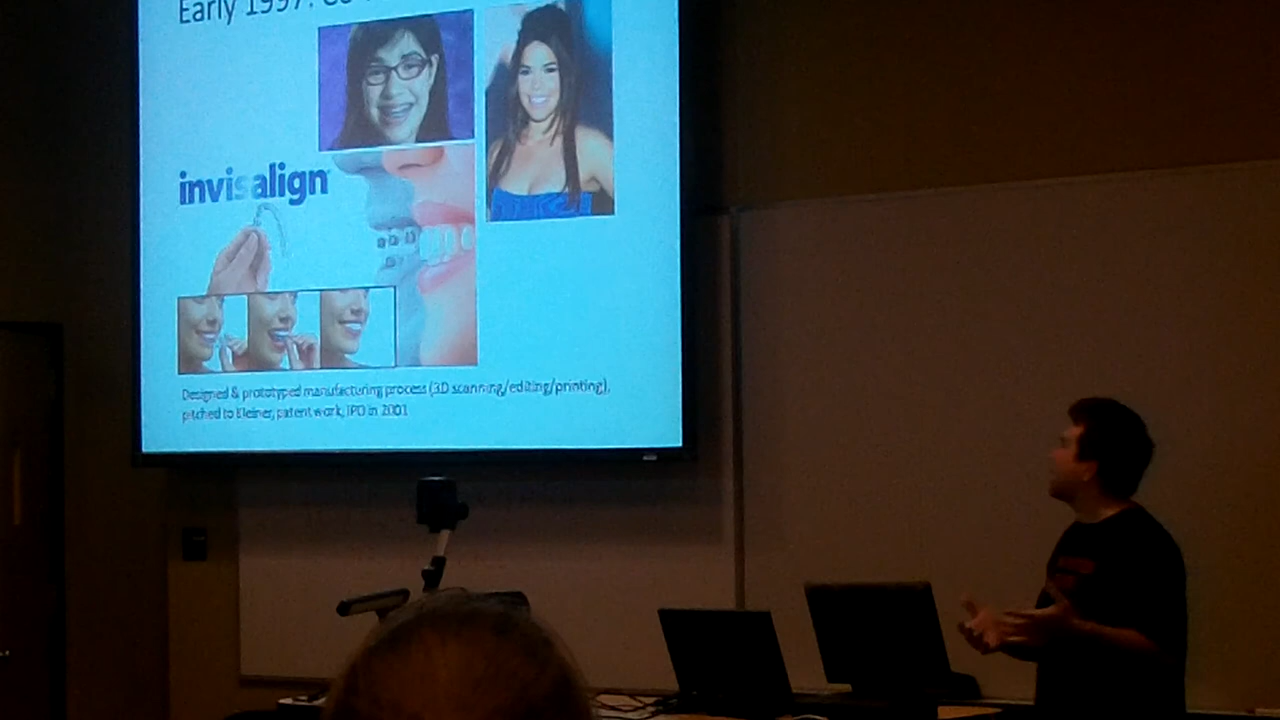 Early 1997: Co
invisalign
Designed & prototyped manufacturing process (3D scanning/editing/printing),
pitched to Kleiner, patent work, IPO in 2001